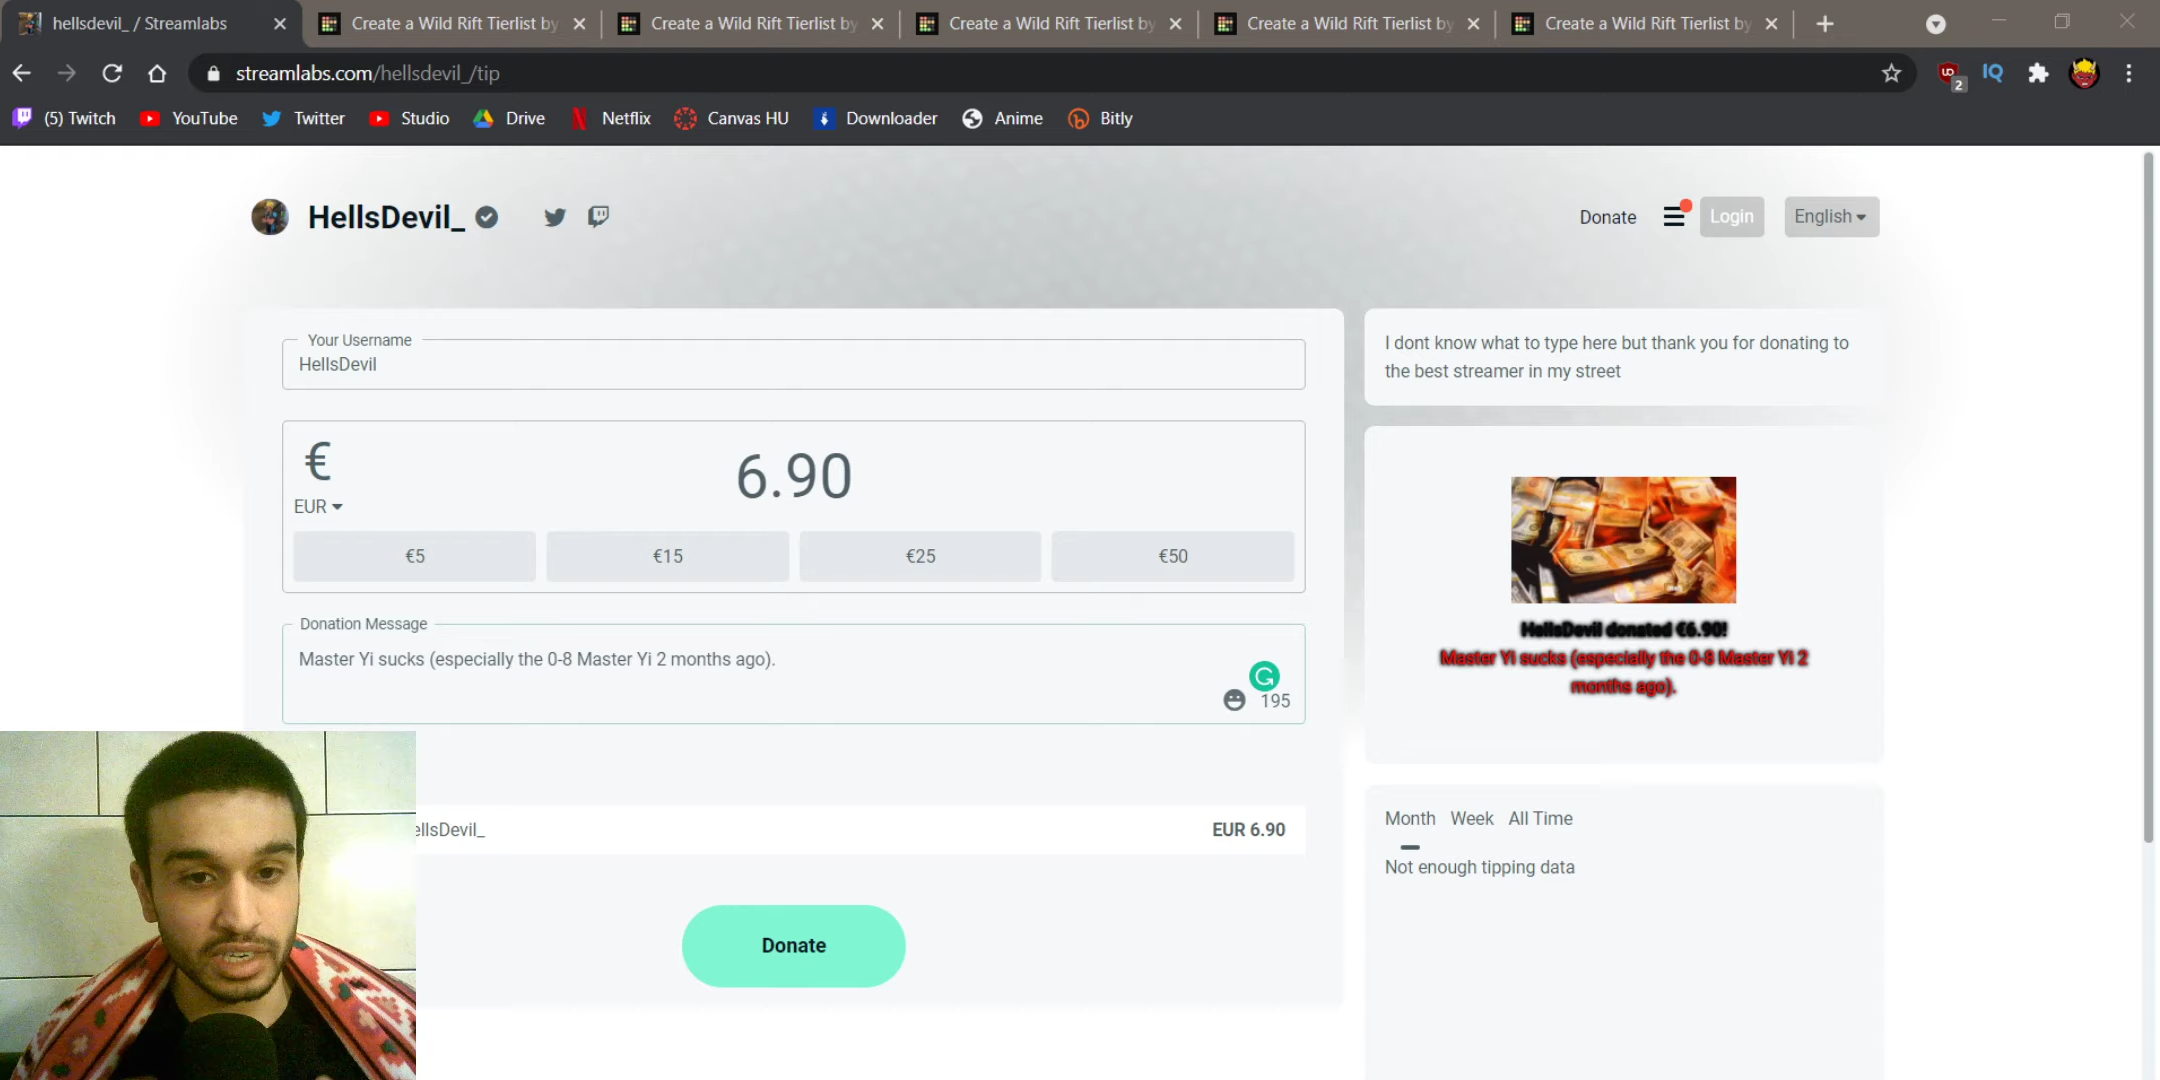 hellsdevil_ / Streamlabs
Create a Wild Rift Tierlist by
Create a Wild Rift Tierlist by
Create a Wild Rift Tierlist by
Create a Wild Rift Tierlist by
Create a Wild Rift Tierlist by
streamlabs.com/hellsdevil_/tip
2
IQ
(5) Twitch
YouTube
Twitter
Studio
Drive
Netflix
Canvas HU
Downloader
Anime
Bitly
HellsDevil_
Donate
Login
English
Your Username
HellsDevil
€
EUR
6.90
€5
€15
€25
€50
Donation Message
Master Yi sucks (especially the 0-8 Master Yi 2 months ago).
195
ellsDevil_
EUR 6.90
Donate
I dont know what to type here but thank you for donating to
the best streamer in my street
HellsDevil donated €6.90!
Master Yi sucks (especially the 0-8 Master Yi 2
months ago).
Month Week All Time
Not enough tipping data